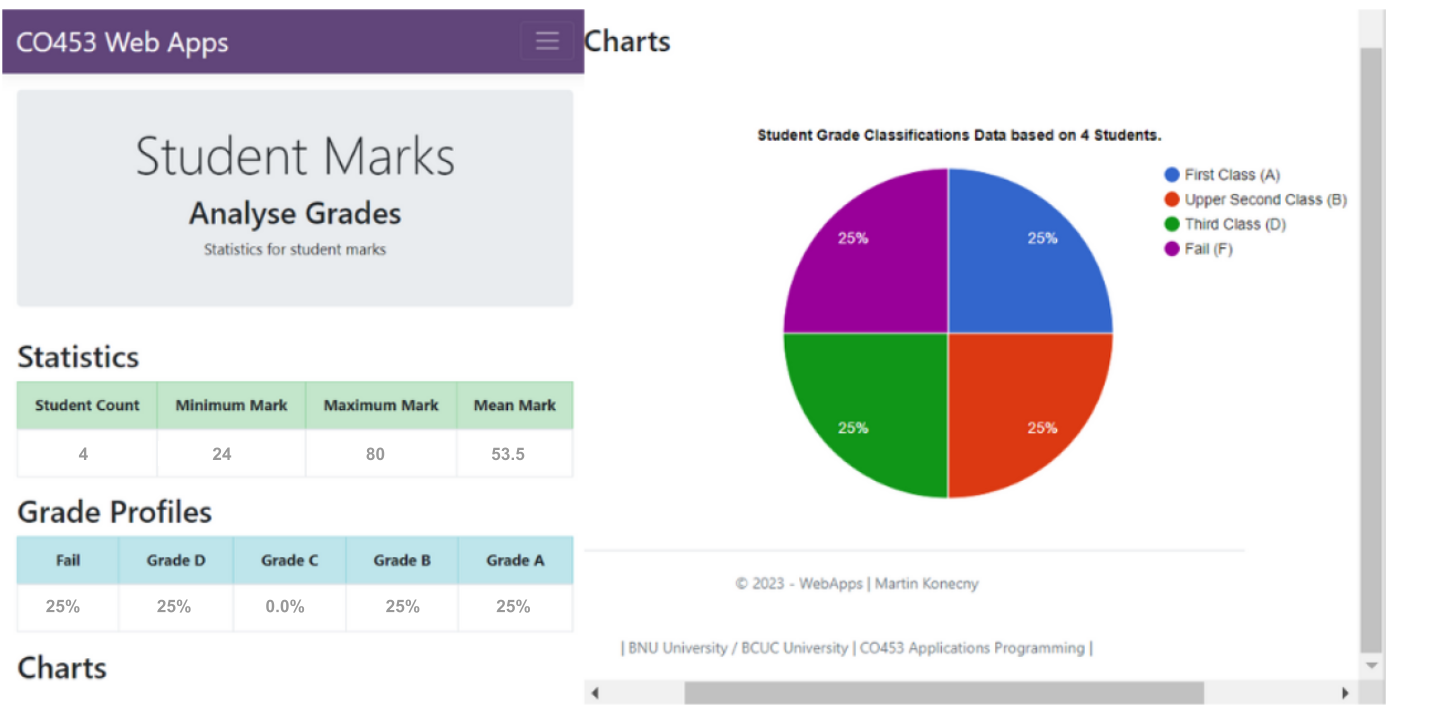 CO453 Web Apps
Student Marks
Analyse Grades
Statistics for student marks
Statistics
Student Count Minimum Mark Maximum Mark Mean Mark
4 24 80 53.5
Grade Profiles
Fail Grade D Grade C Grade B Grade A
25% 25% 0.0% 25% 25%
Charts
Charts
Student Grade Classifications Data based on 4 Students.
First Class (A)
Upper Second Class (B)
Third Class (D)
Fail (F)
25% 25%
25% 25%
© 2023 - WebApps | Martin Konecny
| BNU University / BCUC University | CO453 Applications Programming |